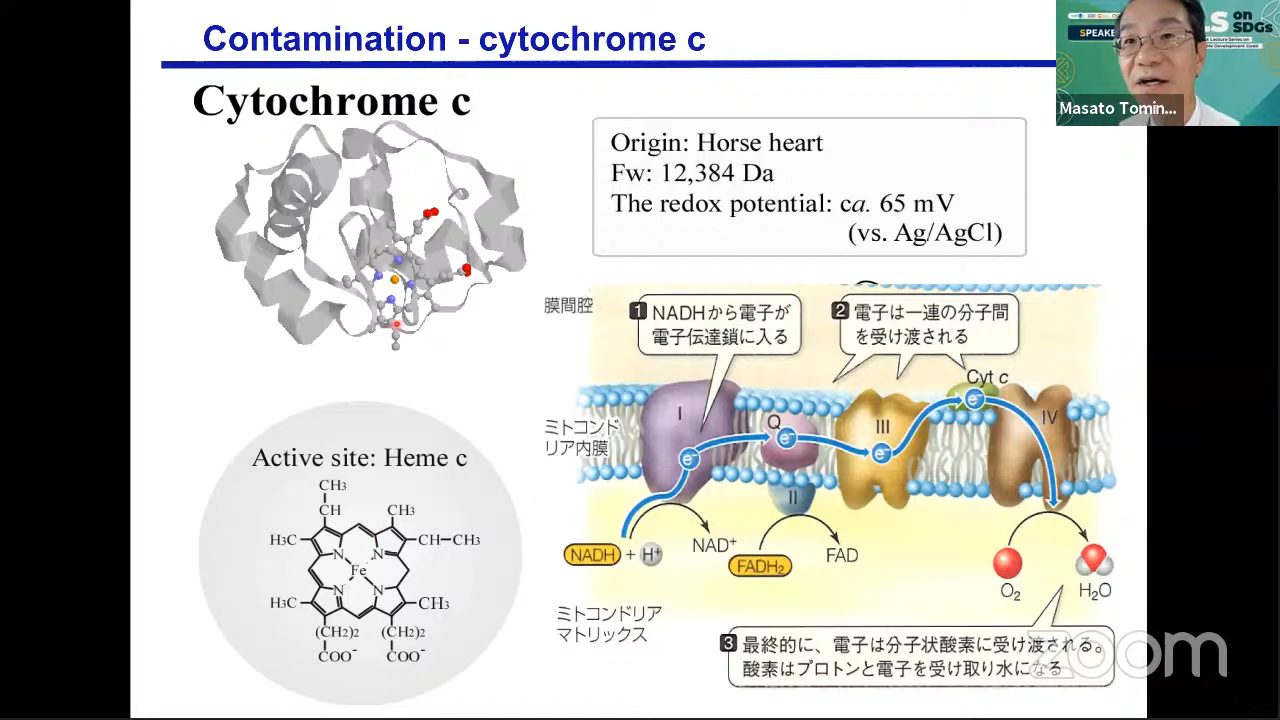 Contamination - cytochrome c
SPEAKE
LS on
SDGs
Masato Tomin...
Cytochrome c
Origin: Horse heart
Fw: 12,384 Da
The redox potential: ca. 65 mV
(vs. Ag/AgCl)
膜間腔
1 NADHから電子が
電子伝達鎖に入る
2 電子は一連の分子間
を受け渡される
Cyt c
I
Q
III
IV
e-
e-
e-
e-
ミトコンド
リア内膜
II
NADH + H+
NAD+
FADH2
FAD
O2
H2O
ミトコンドリア
マトリックス
3 最終的に、電子は分子状酸素に受け渡される。
酸素はプロトンと電子を受け取り水になる
zoom
Active site: Heme c
CH3
CH
CH3
H3C
CH-CH3
N
N
Fe
N
N
H3C
CH3
(CH2)2
(CH2)2
COO-
COO-